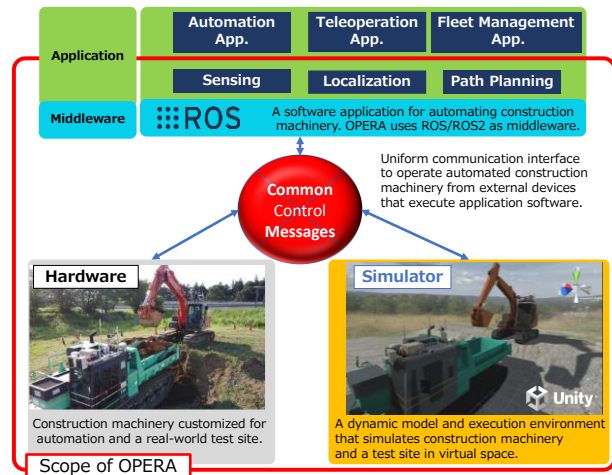 Automation
App.
Teleoperation
App.
Fleet Management
App.
Application
Sensing
Localization
Path Planning
Middleware
ROS
A software application for automating construction
machinery. OPERA uses ROS/ROS2 as middleware.
Uniform communication interface
to operate automated construction
machinery from external devices
that execute application software.
Common
Control
Messages
Hardware
Simulator
Unity
Construction machinery customized for
automation and a real-world test site.
A dynamic model and execution environment
that simulates construction machinery
and a test site in virtual space.
Scope of OPERA